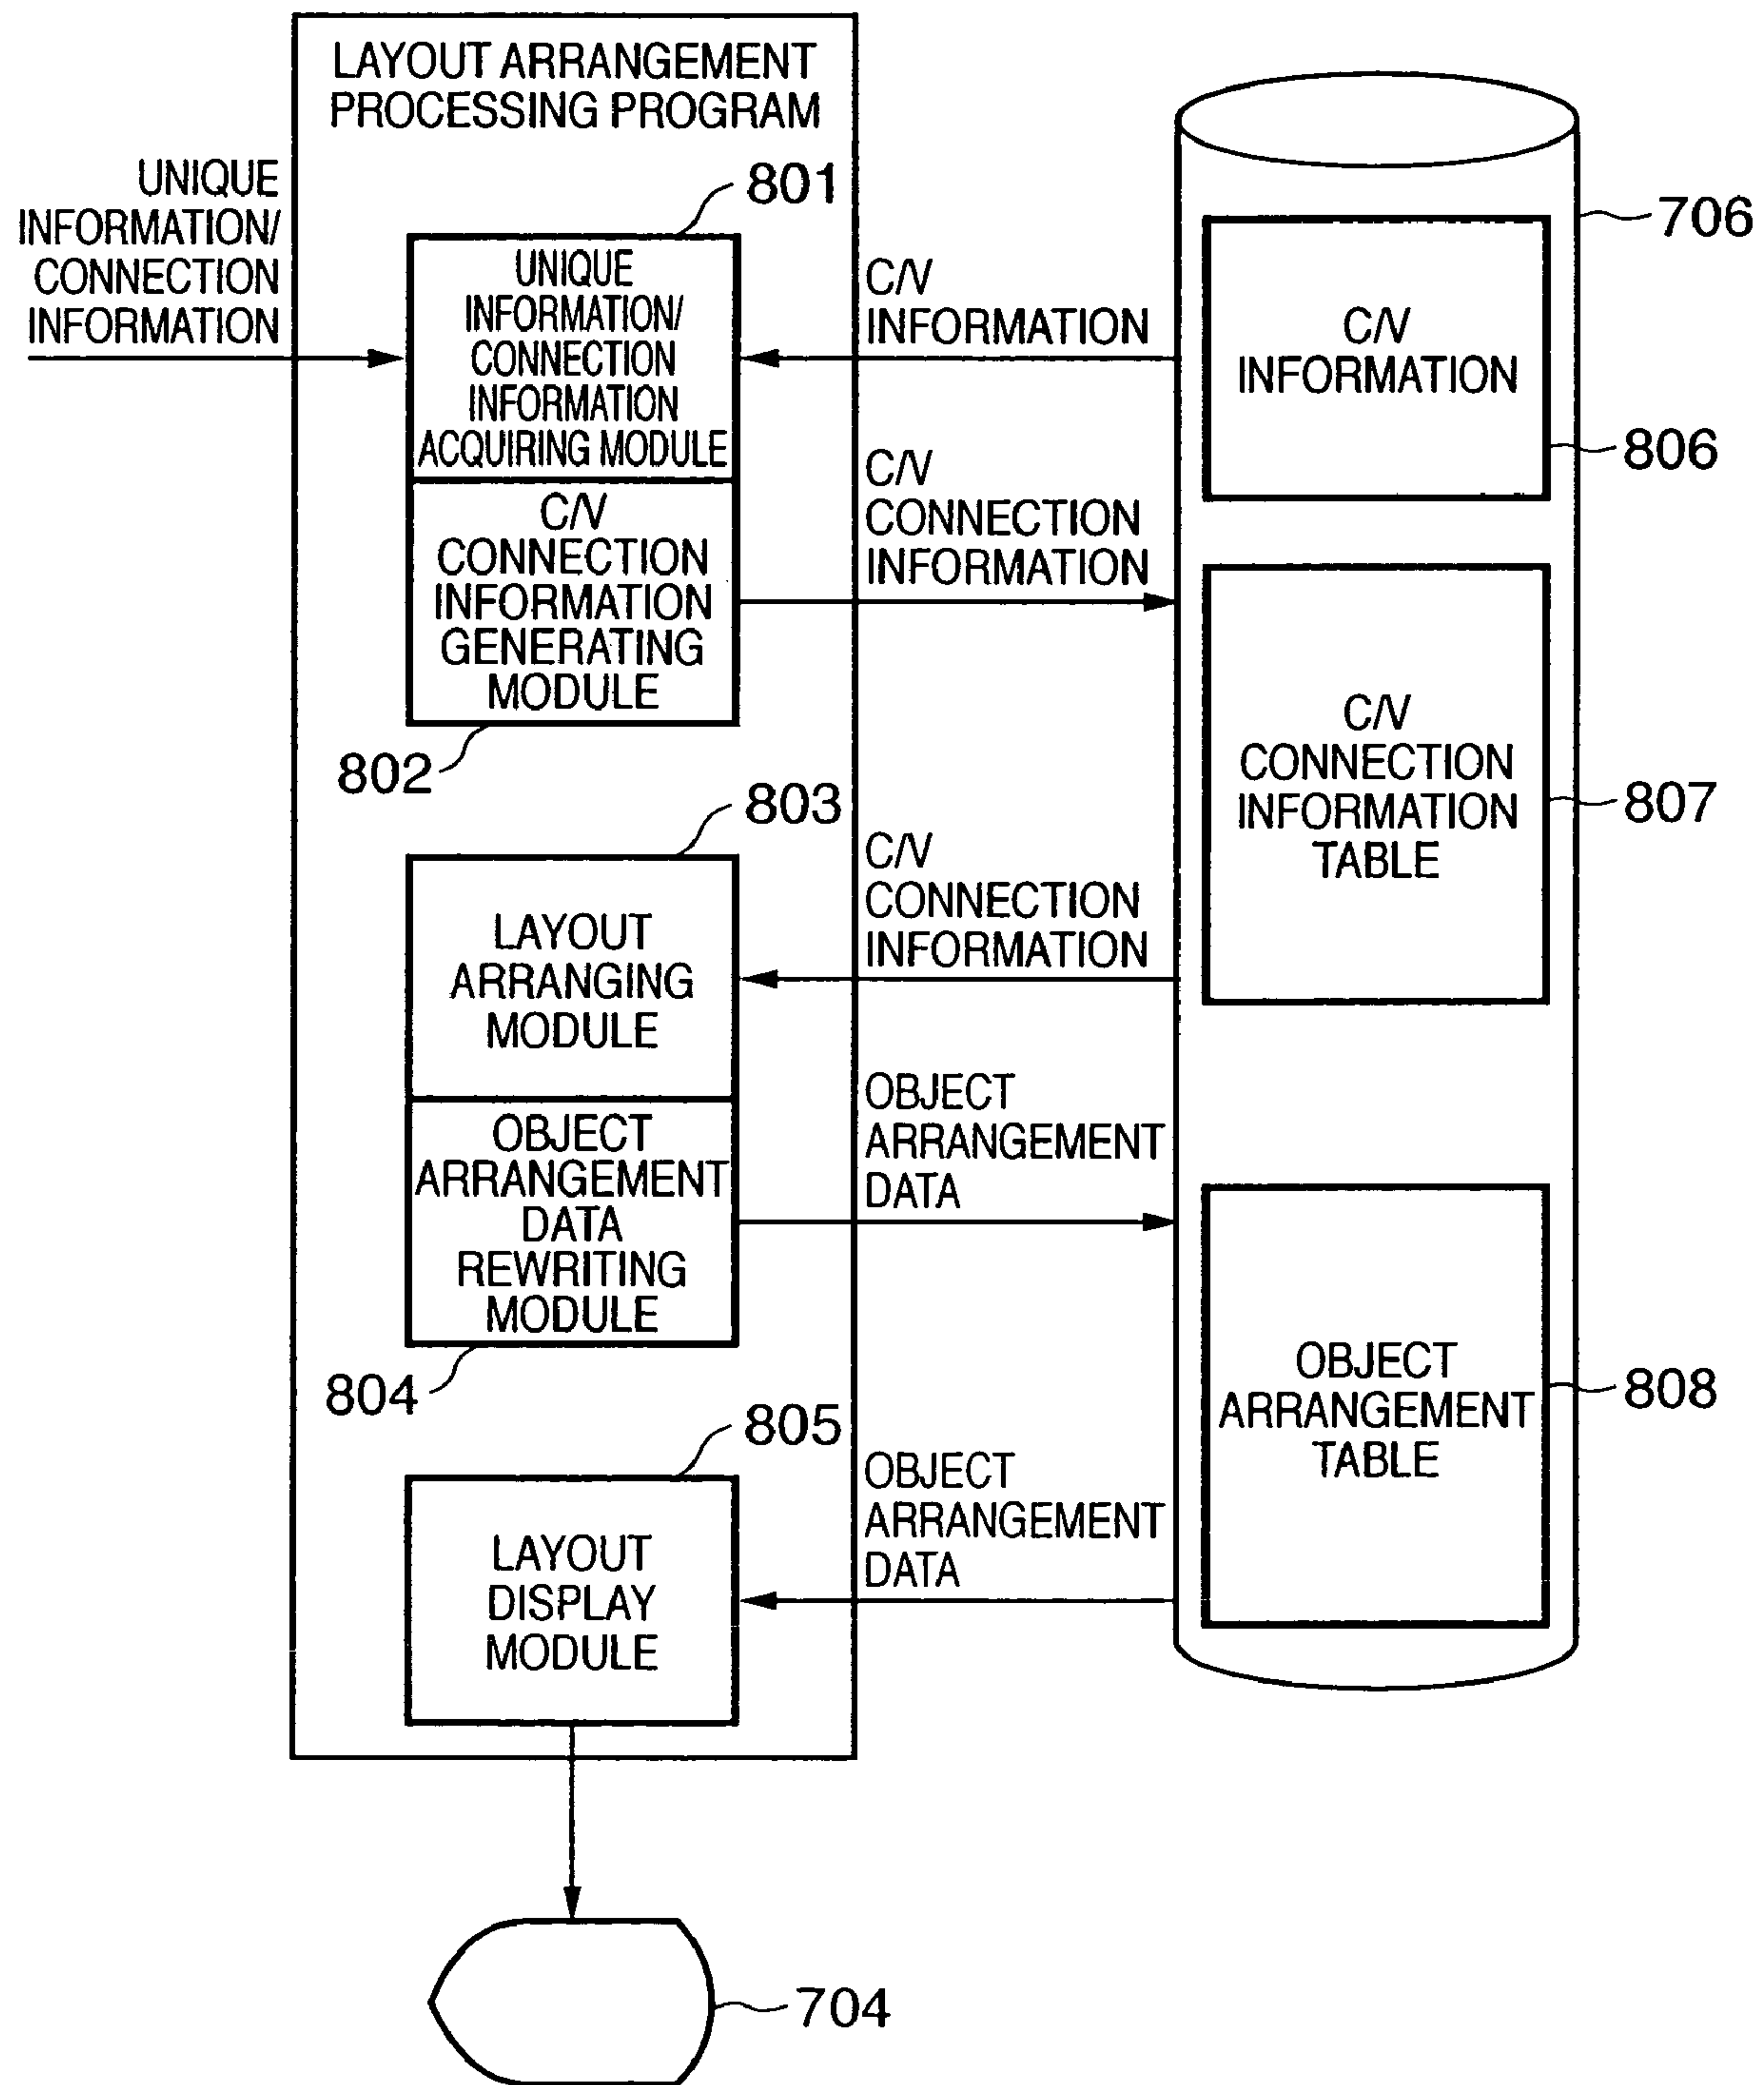 LAYOUT ARRANGEMENT
PROCESSING PROGRAM
UNIQUE
INFORMATION/
CONNECTION
INFORMATION
801
UNIQUE
INFORMATION/
CONNECTION
INFORMATION
ACQUIRING MODULE
C/V
CONNECTION
INFORMATION
GENERATING
MODULE
802
C/V
INFORMATION
C/V
CONNECTION
INFORMATION
706
C/V
INFORMATION
806
C/V
CONNECTION
INFORMATION
TABLE
807
803
LAYOUT
ARRANGING
MODULE
C/V
CONNECTION
INFORMATION
OBJECT
ARRANGEMENT
DATA
REWRITING
MODULE
804
OBJECT
ARRANGEMENT
DATA
OBJECT
ARRANGEMENT
TABLE
808
805
LAYOUT
DISPLAY
MODULE
OBJECT
ARRANGEMENT
DATA
704